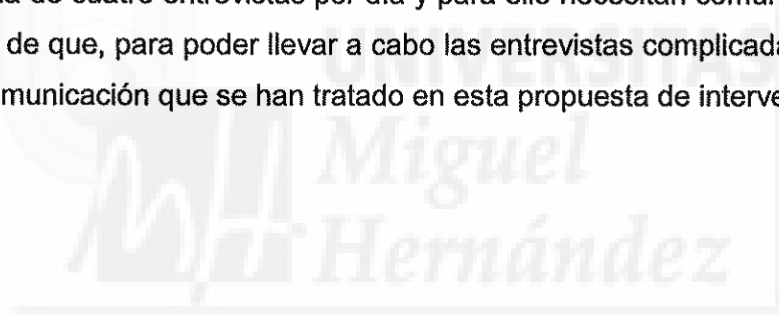 de cuatro entrevistas por día y para ello necesitan
de que, para poder llevar a cabo las entrevistas
municación que se han tratado en esta propuesta de
UNIVERSITAS
Miguel
Hernández